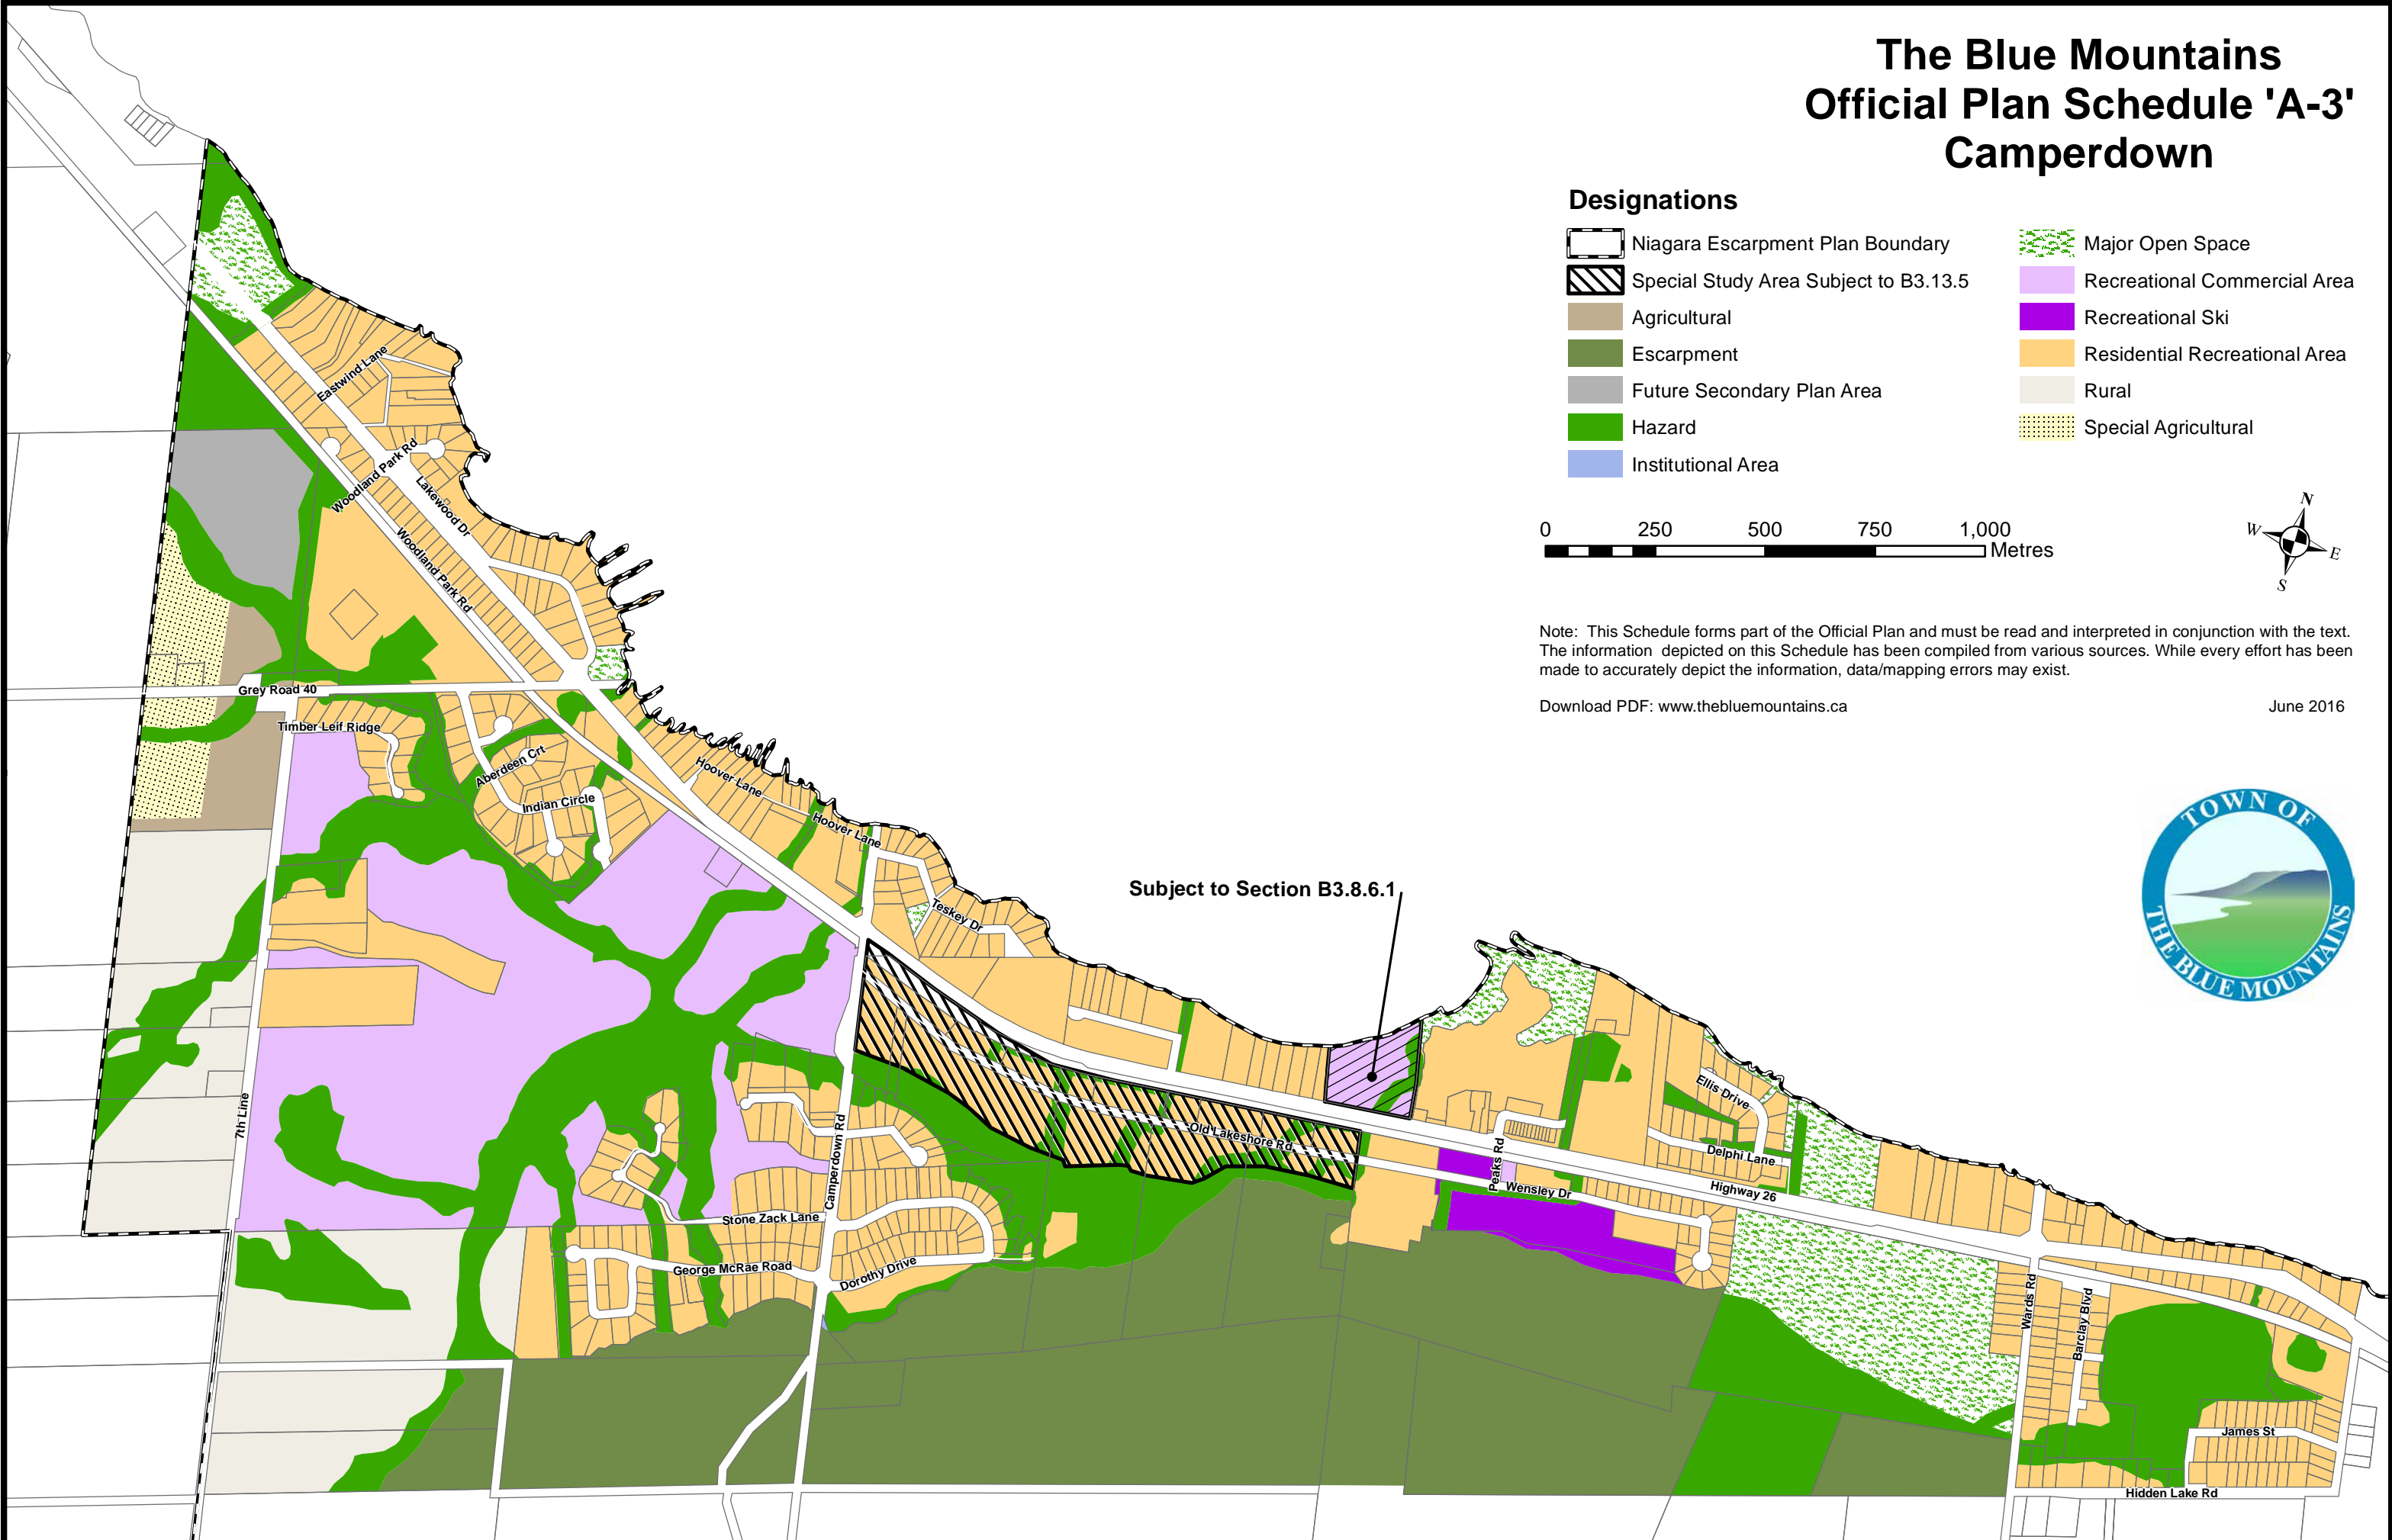 The Blue Mountains
Official Plan Schedule 'A-3'
Camperdown
Designations
Niagara Escarpment Plan Boundary
Special Study Area Subject to B3.13.5
Agricultural
Escarpment
Future Secondary Plan Area
Hazard
Institutional Area
Major Open Space
Recreational Commercial Area
Recreational Ski
Residential Recreational Area
Rural
Special Agricultural
0 250 500 750 1,000
Metres
N
W
E
S
Note: This Schedule forms part of the Official Plan and must be read and interpreted in conjunction with the text.
The information depicted on this Schedule has been compiled from various sources. While every effort has been
made to accurately depict the information, data/mapping errors may exist.
Download PDF: www.thebluemountains.ca
June 2016
TOWN OF
THE BLUE MOUNTAINS
Eastwind Lane
Woodland Park Rd
Lakewood Dr
Woodland Park Rd
Grey Road 40
Timber Leif Ridge
Aberdeen Crt
Indian Circle
Hoover Lane
Hoover Lane
Teskey Dr
Subject to Section B3.8.6.1
7th Line
Camperdown Rd
Old Lakeshore Rd
Ellis Drive
Delphi Lane
Peaks Rd
Wensley Dr
Highway 26
Stone Zack Lane
George McRae Road
Dorothy Drive
Wards Rd
Barclay Blvd
James St
Hidden Lake Rd